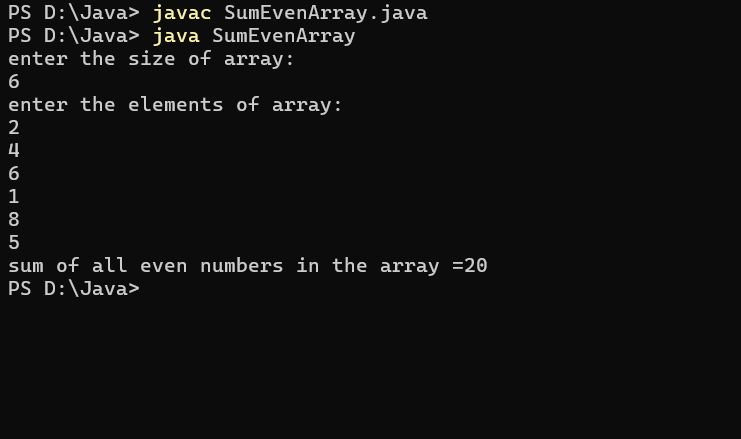 PS D:\Java> javac SumEvenArray.java
PS D:\Java> java SumEvenArray
enter the size of array:
6
enter the elements of array:
2
4
6
1
8
5
sum of all even numbers in the array =20
PS D:\Java>